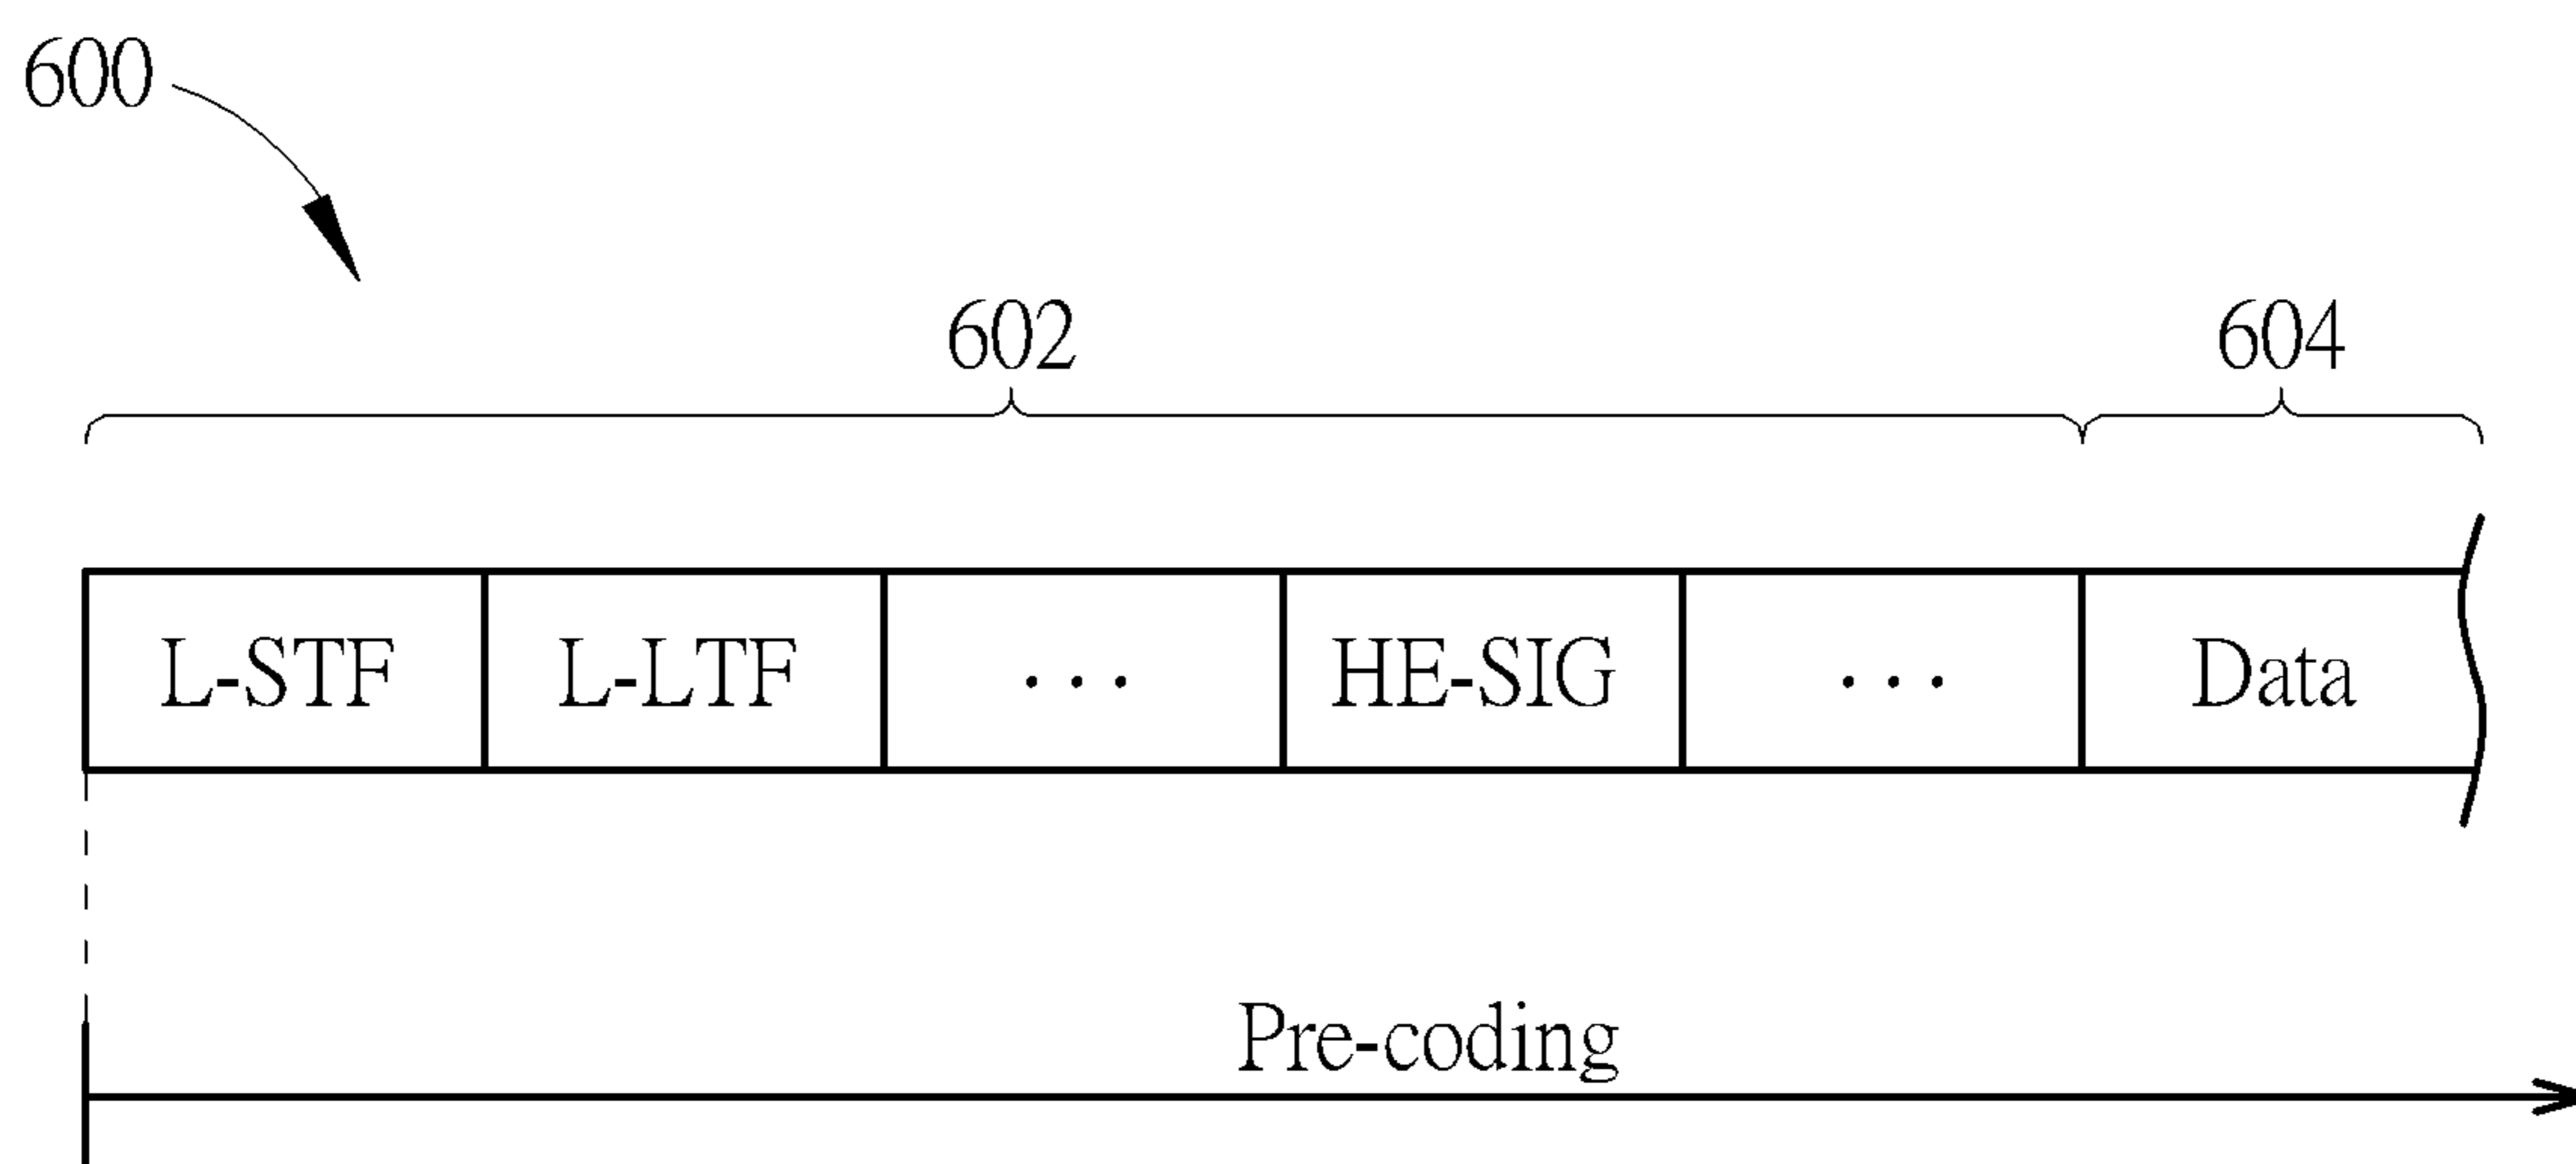 600
602 604
L-STF L-LTF ... HE-SIG ... Data
Pre-coding